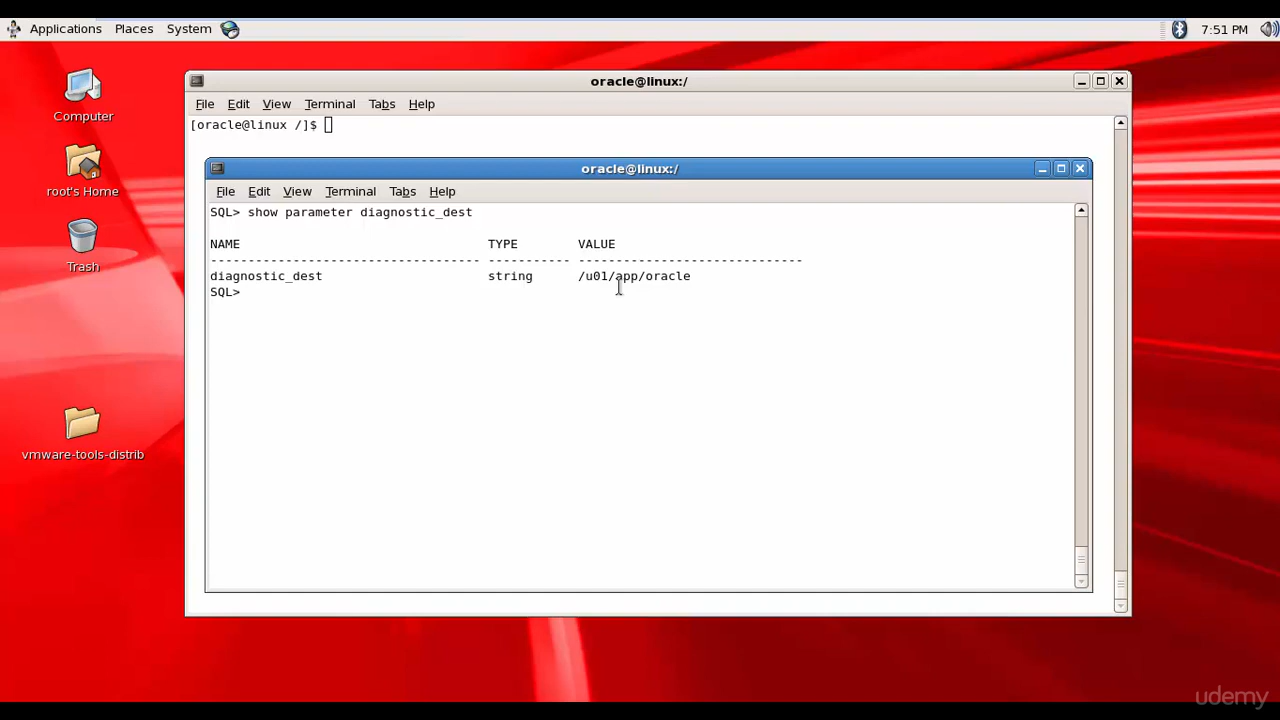 Applications Places System 7:51 PM
Computer
root's Home
Trash
vmware-tools-distrib
oracle@linux:/
File Edit View Terminal Tabs Help
[oracle@linux /]$
oracle@linux:/
File Edit View Terminal Tabs Help
SQL> show parameter diagnostic_dest
NAME TYPE VALUE
------------------------------------ ----------- ------------------------------
diagnostic_dest string /u01/app/oracle
SQL>
udemy